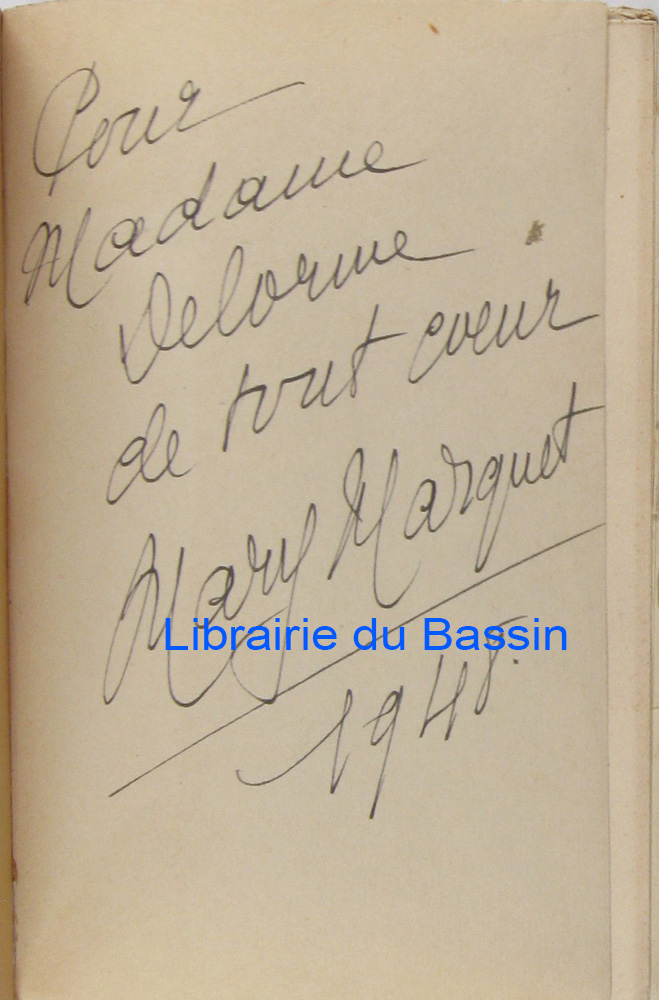 Pour
Madame
Delorme
de tout coeur
Mary Marquet
Librairie du Bassin
1948.